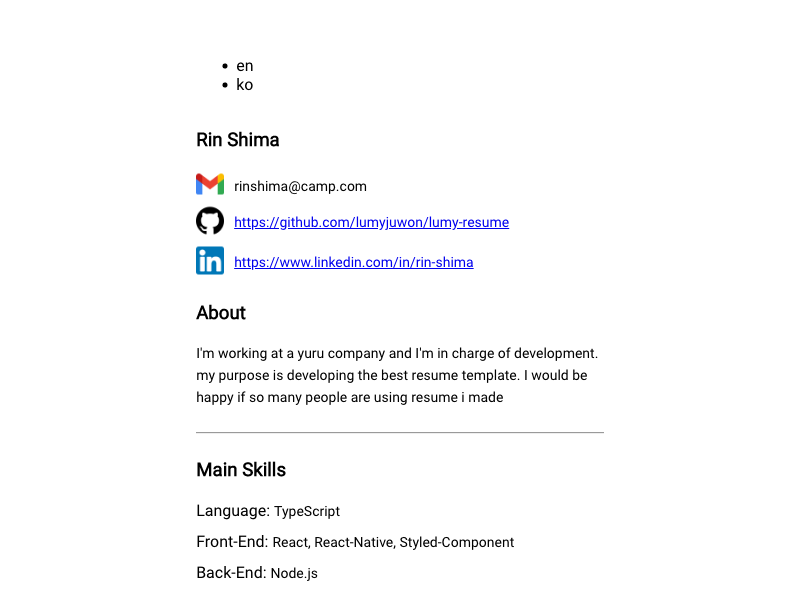 en
ko
Rin Shima
rinshima@camp.com
https://github.com/lumyjuwon/lumy-resume
https://www.linkedin.com/in/rin-shima
About
I'm working at a yuru company and I'm in charge of development.
my purpose is developing the best resume template. I would be
happy if so many people are using resume i made
Main Skills
Language: TypeScript
Front-End: React, React-Native, Styled-Component
Back-End: Node.js